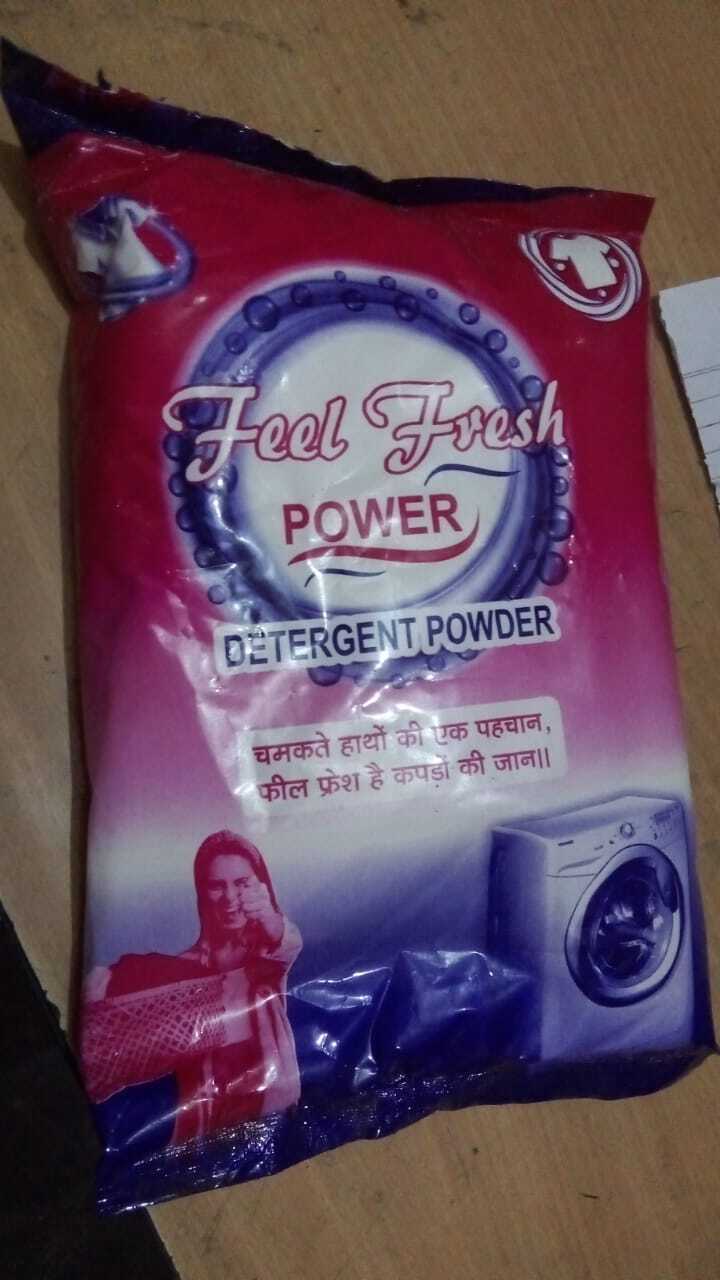 Feel Fresh
POWER
DETERGENT POWDER
चमकते हाथों की एक पहचान,
फील फ्रेश है कपड़ों की जान॥